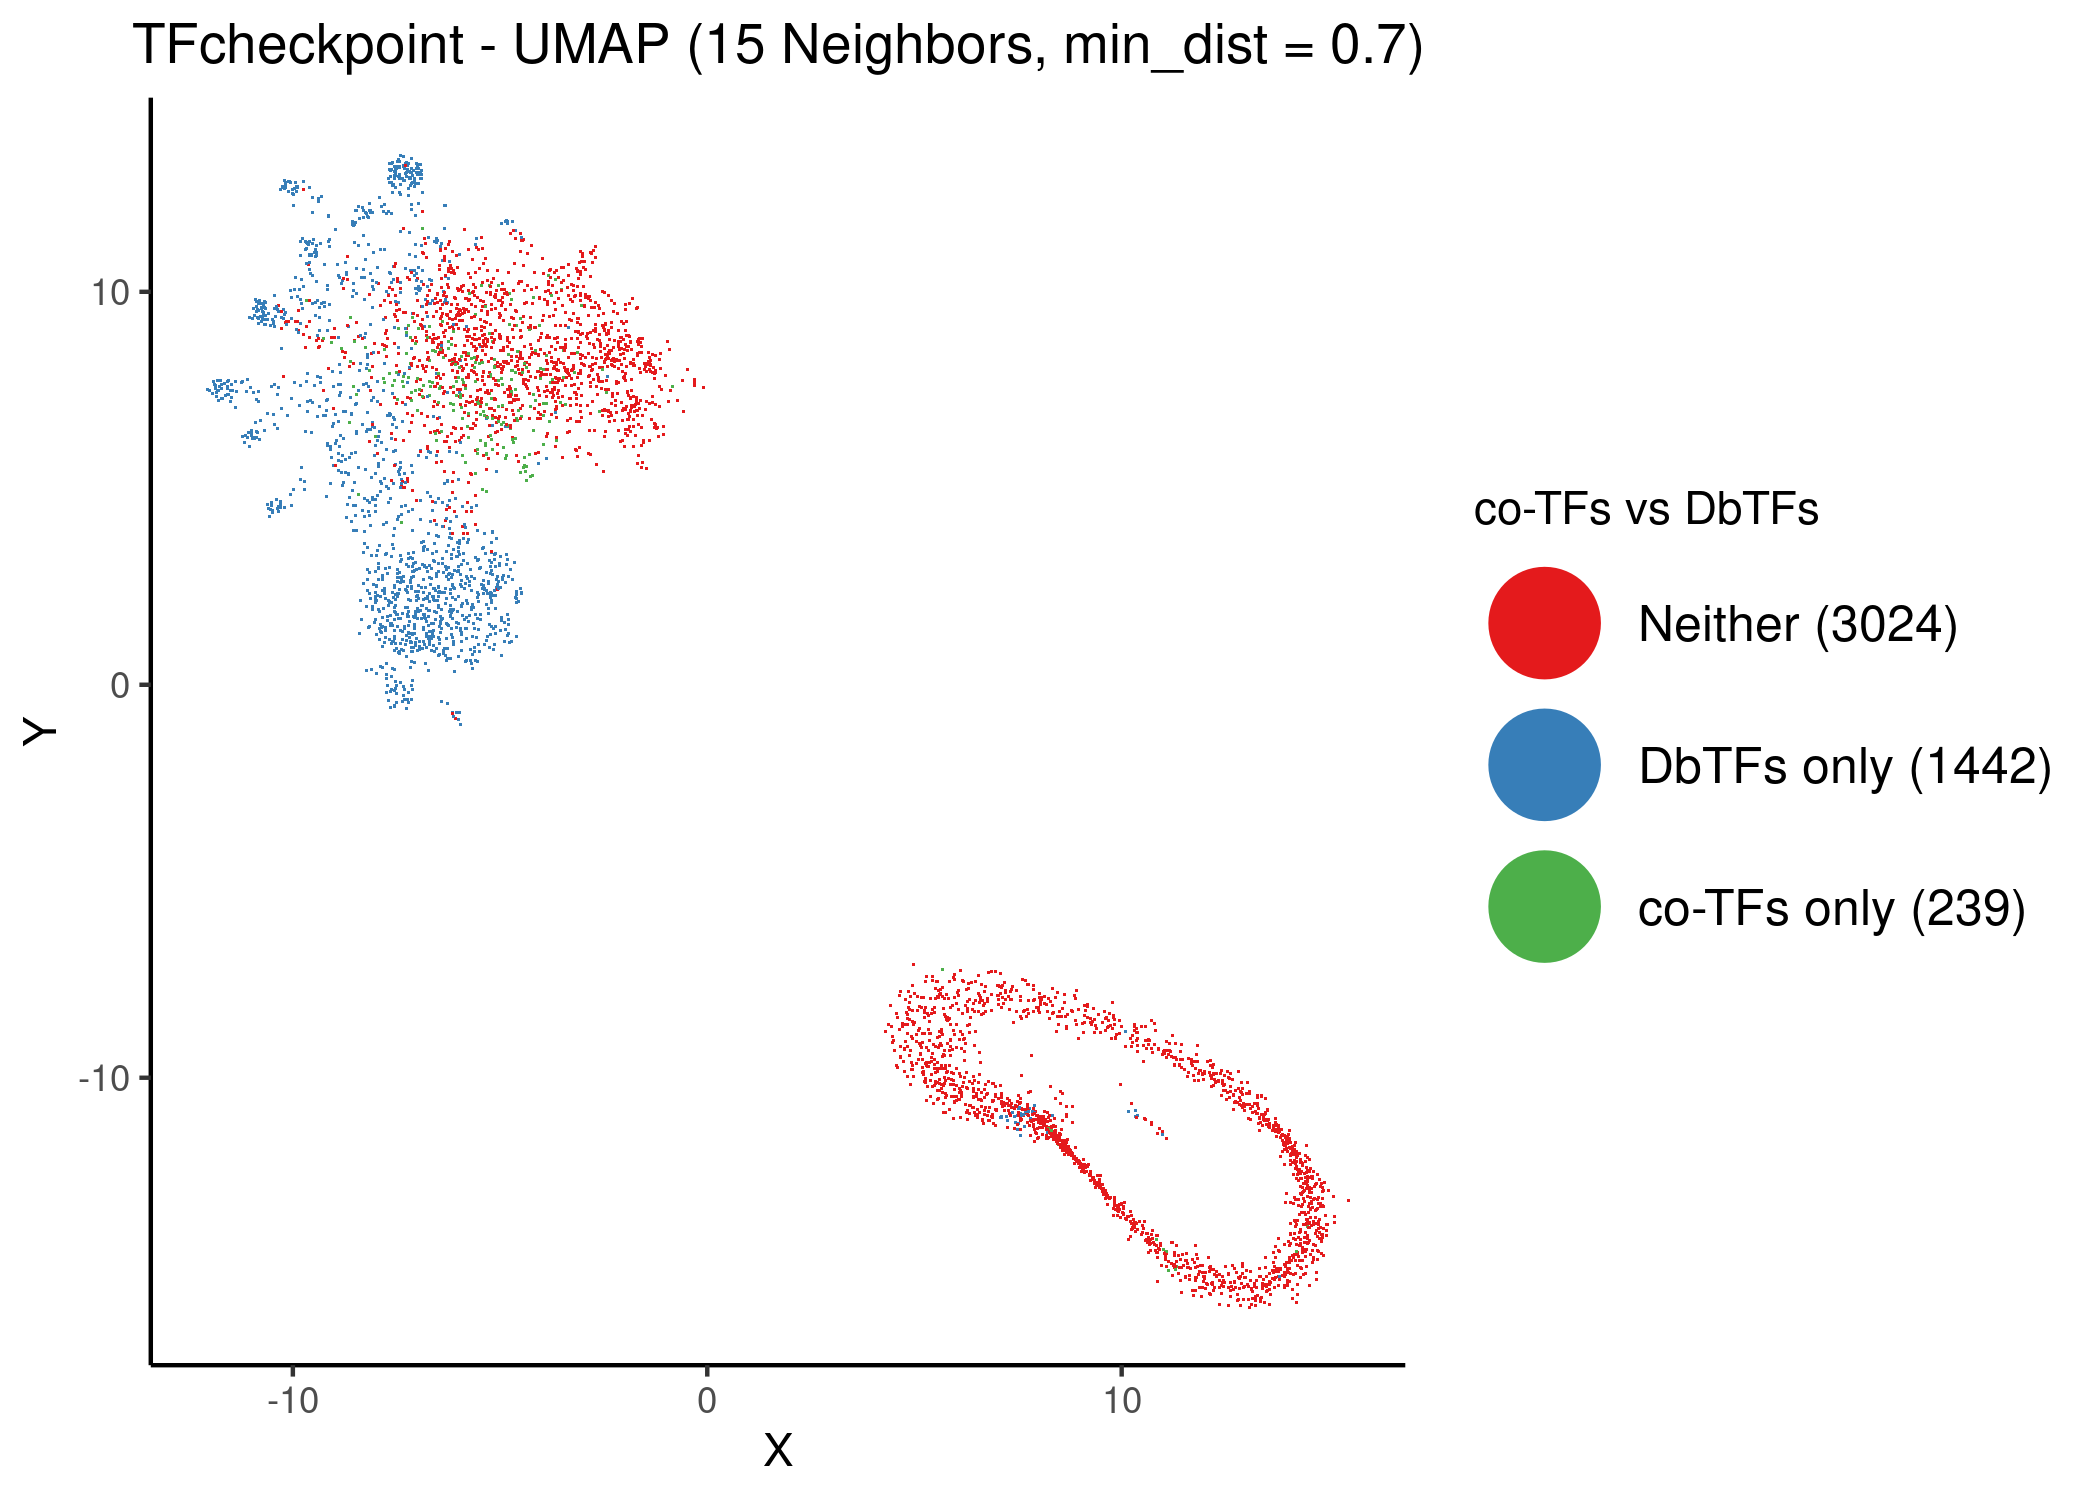 TFcheckpoint - UMAP (15 Neighbors, min_dist = 0.7)
10
0
-10
Y
-10
0
10
X
co-TFs vs DbTFs
Neither (3024)
DbTFs only (1442)
co-TFs only (239)